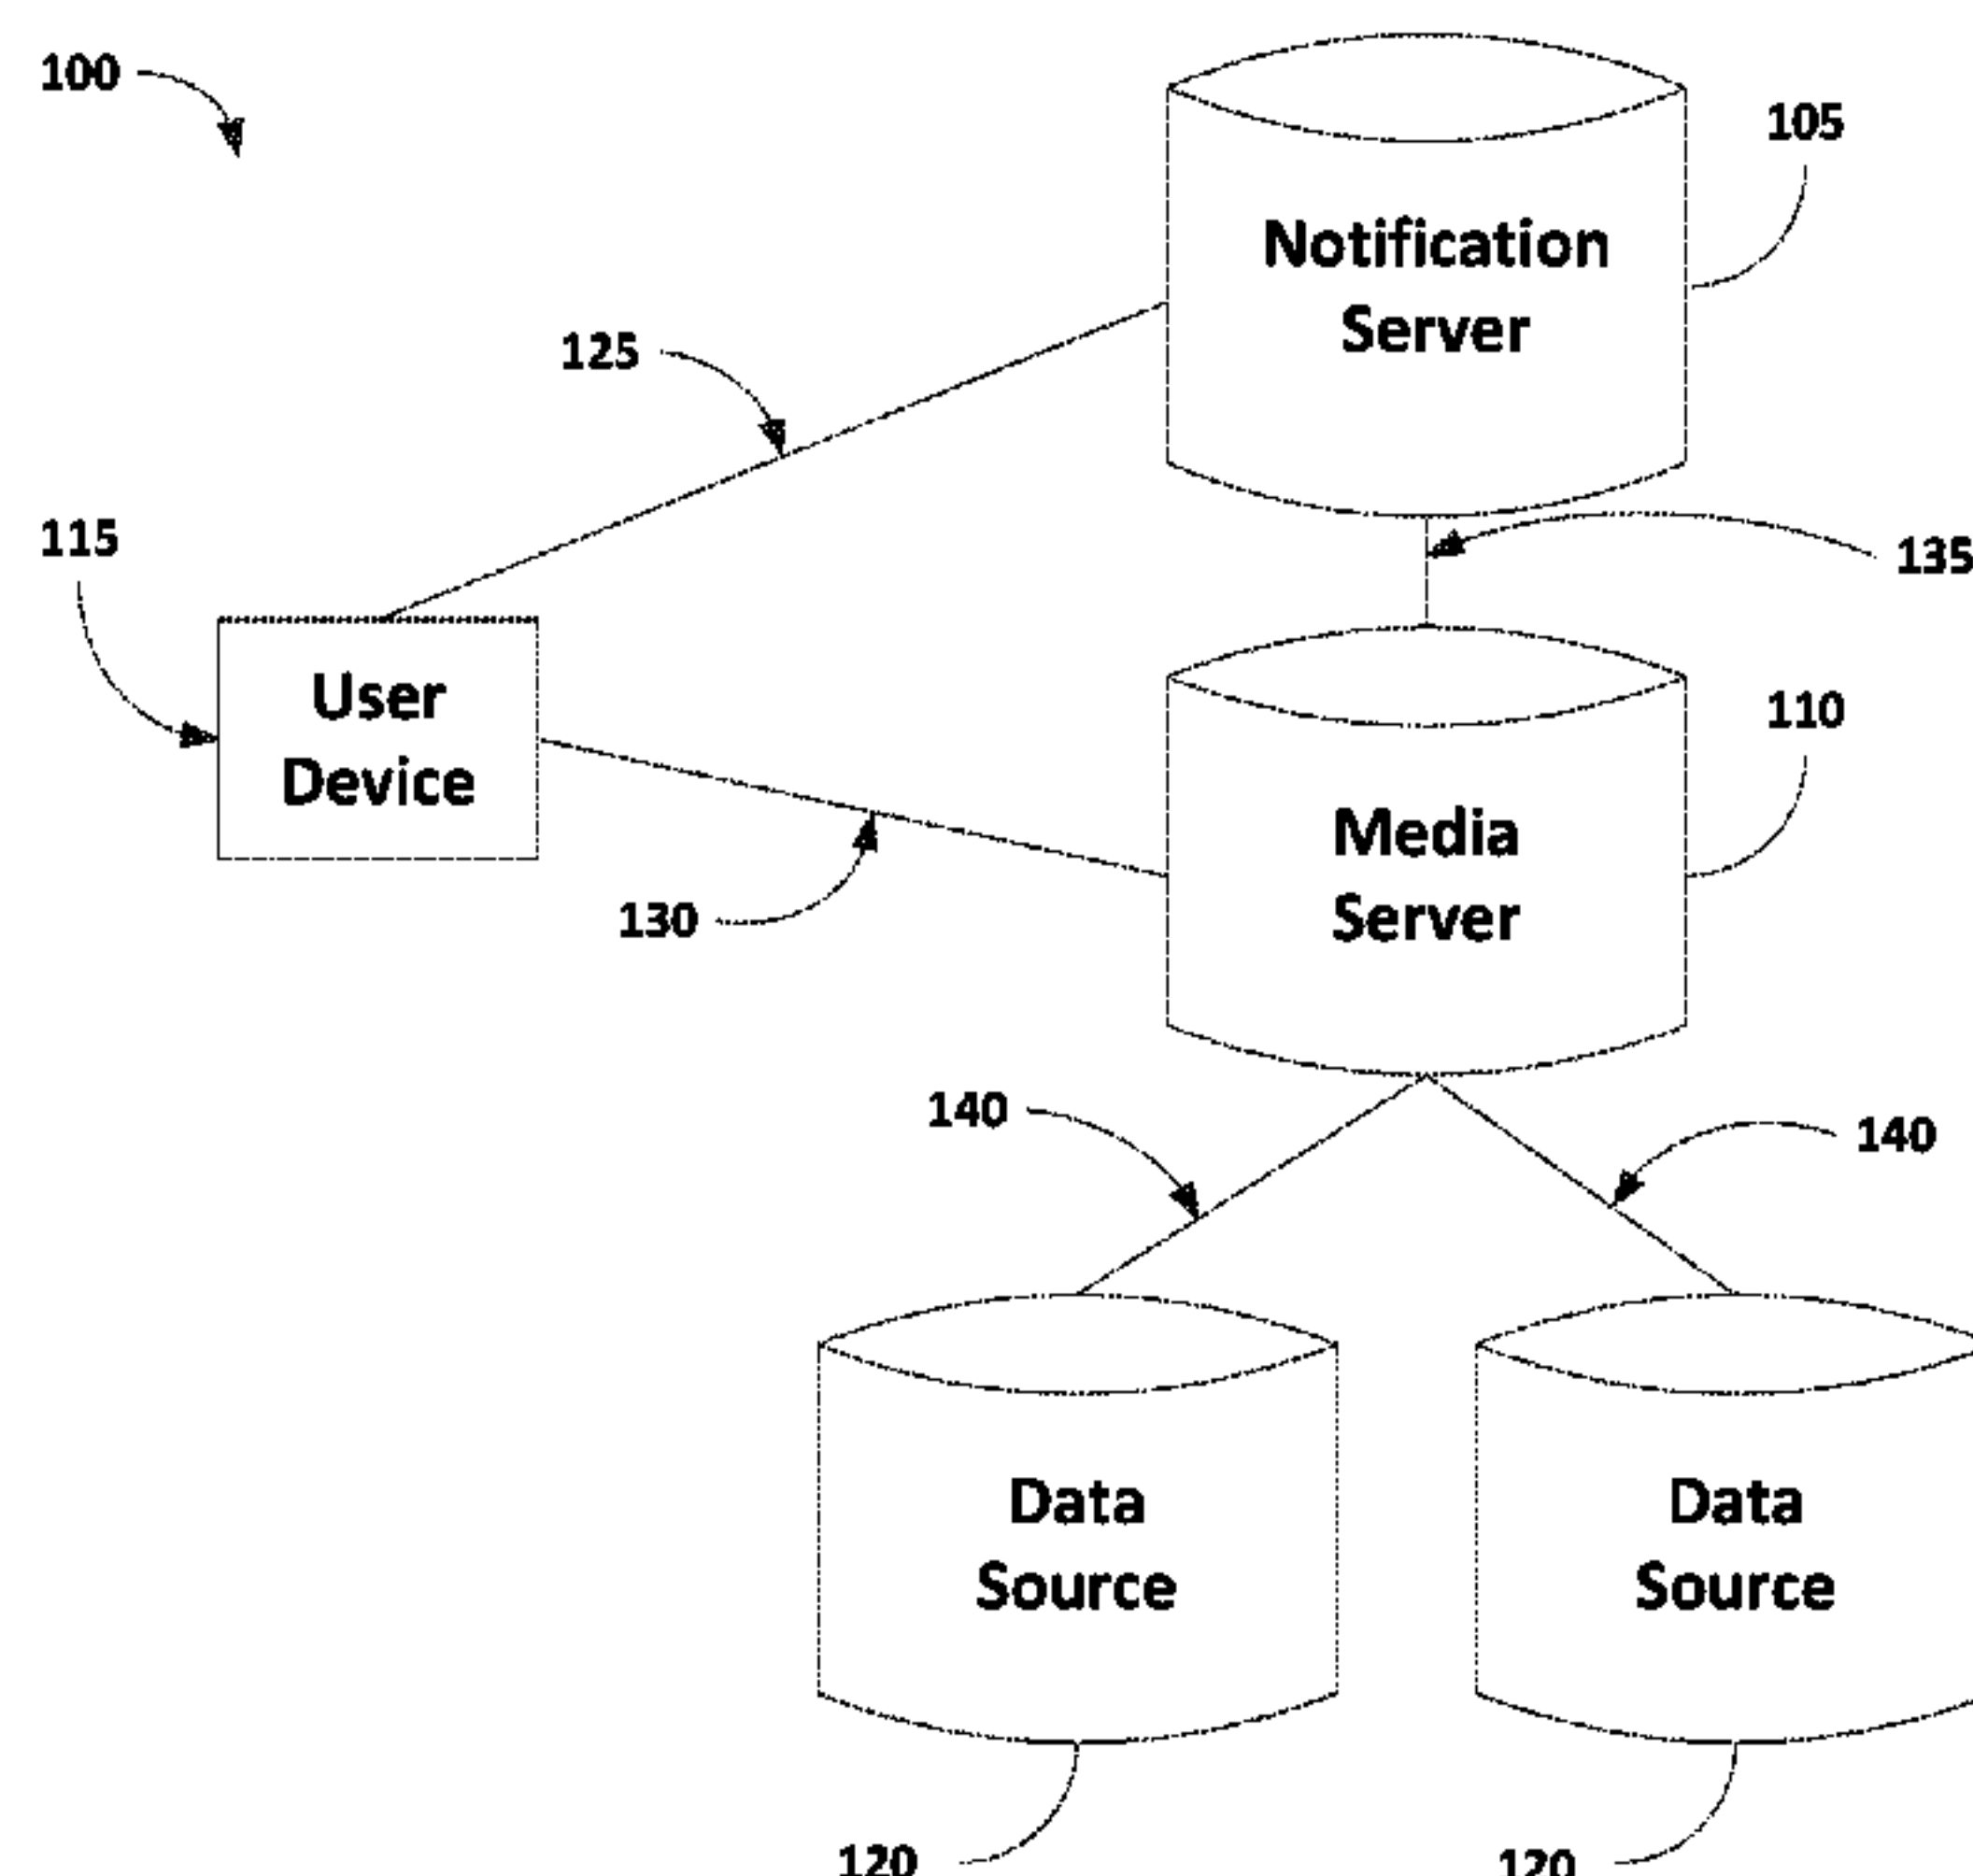 100
105
Notification
Server
125
115
135
User
Device
110
Media
Server
130
140
140
Data
Source
Data
Source
120
120